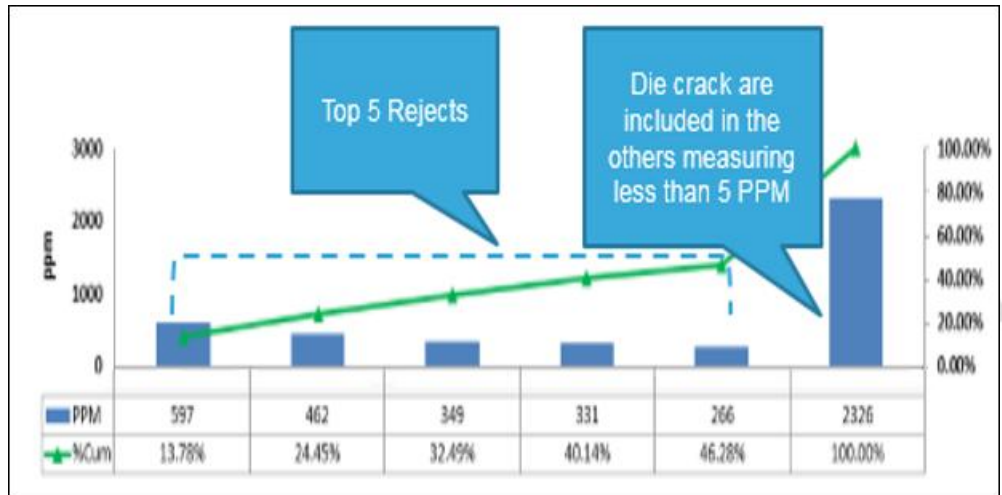 Top 5 Rejects
Die crack are
included in the
others measuring
less than 5 PPM
ppm
3000
2000
1000
0
100.00%
80.00%
60.00%
40.00%
20.00%
0.00%
PPM 597 462 349 331 266 2326
%Cum 13.78% 24.45% 32.49% 40.14% 46.28% 100.00%